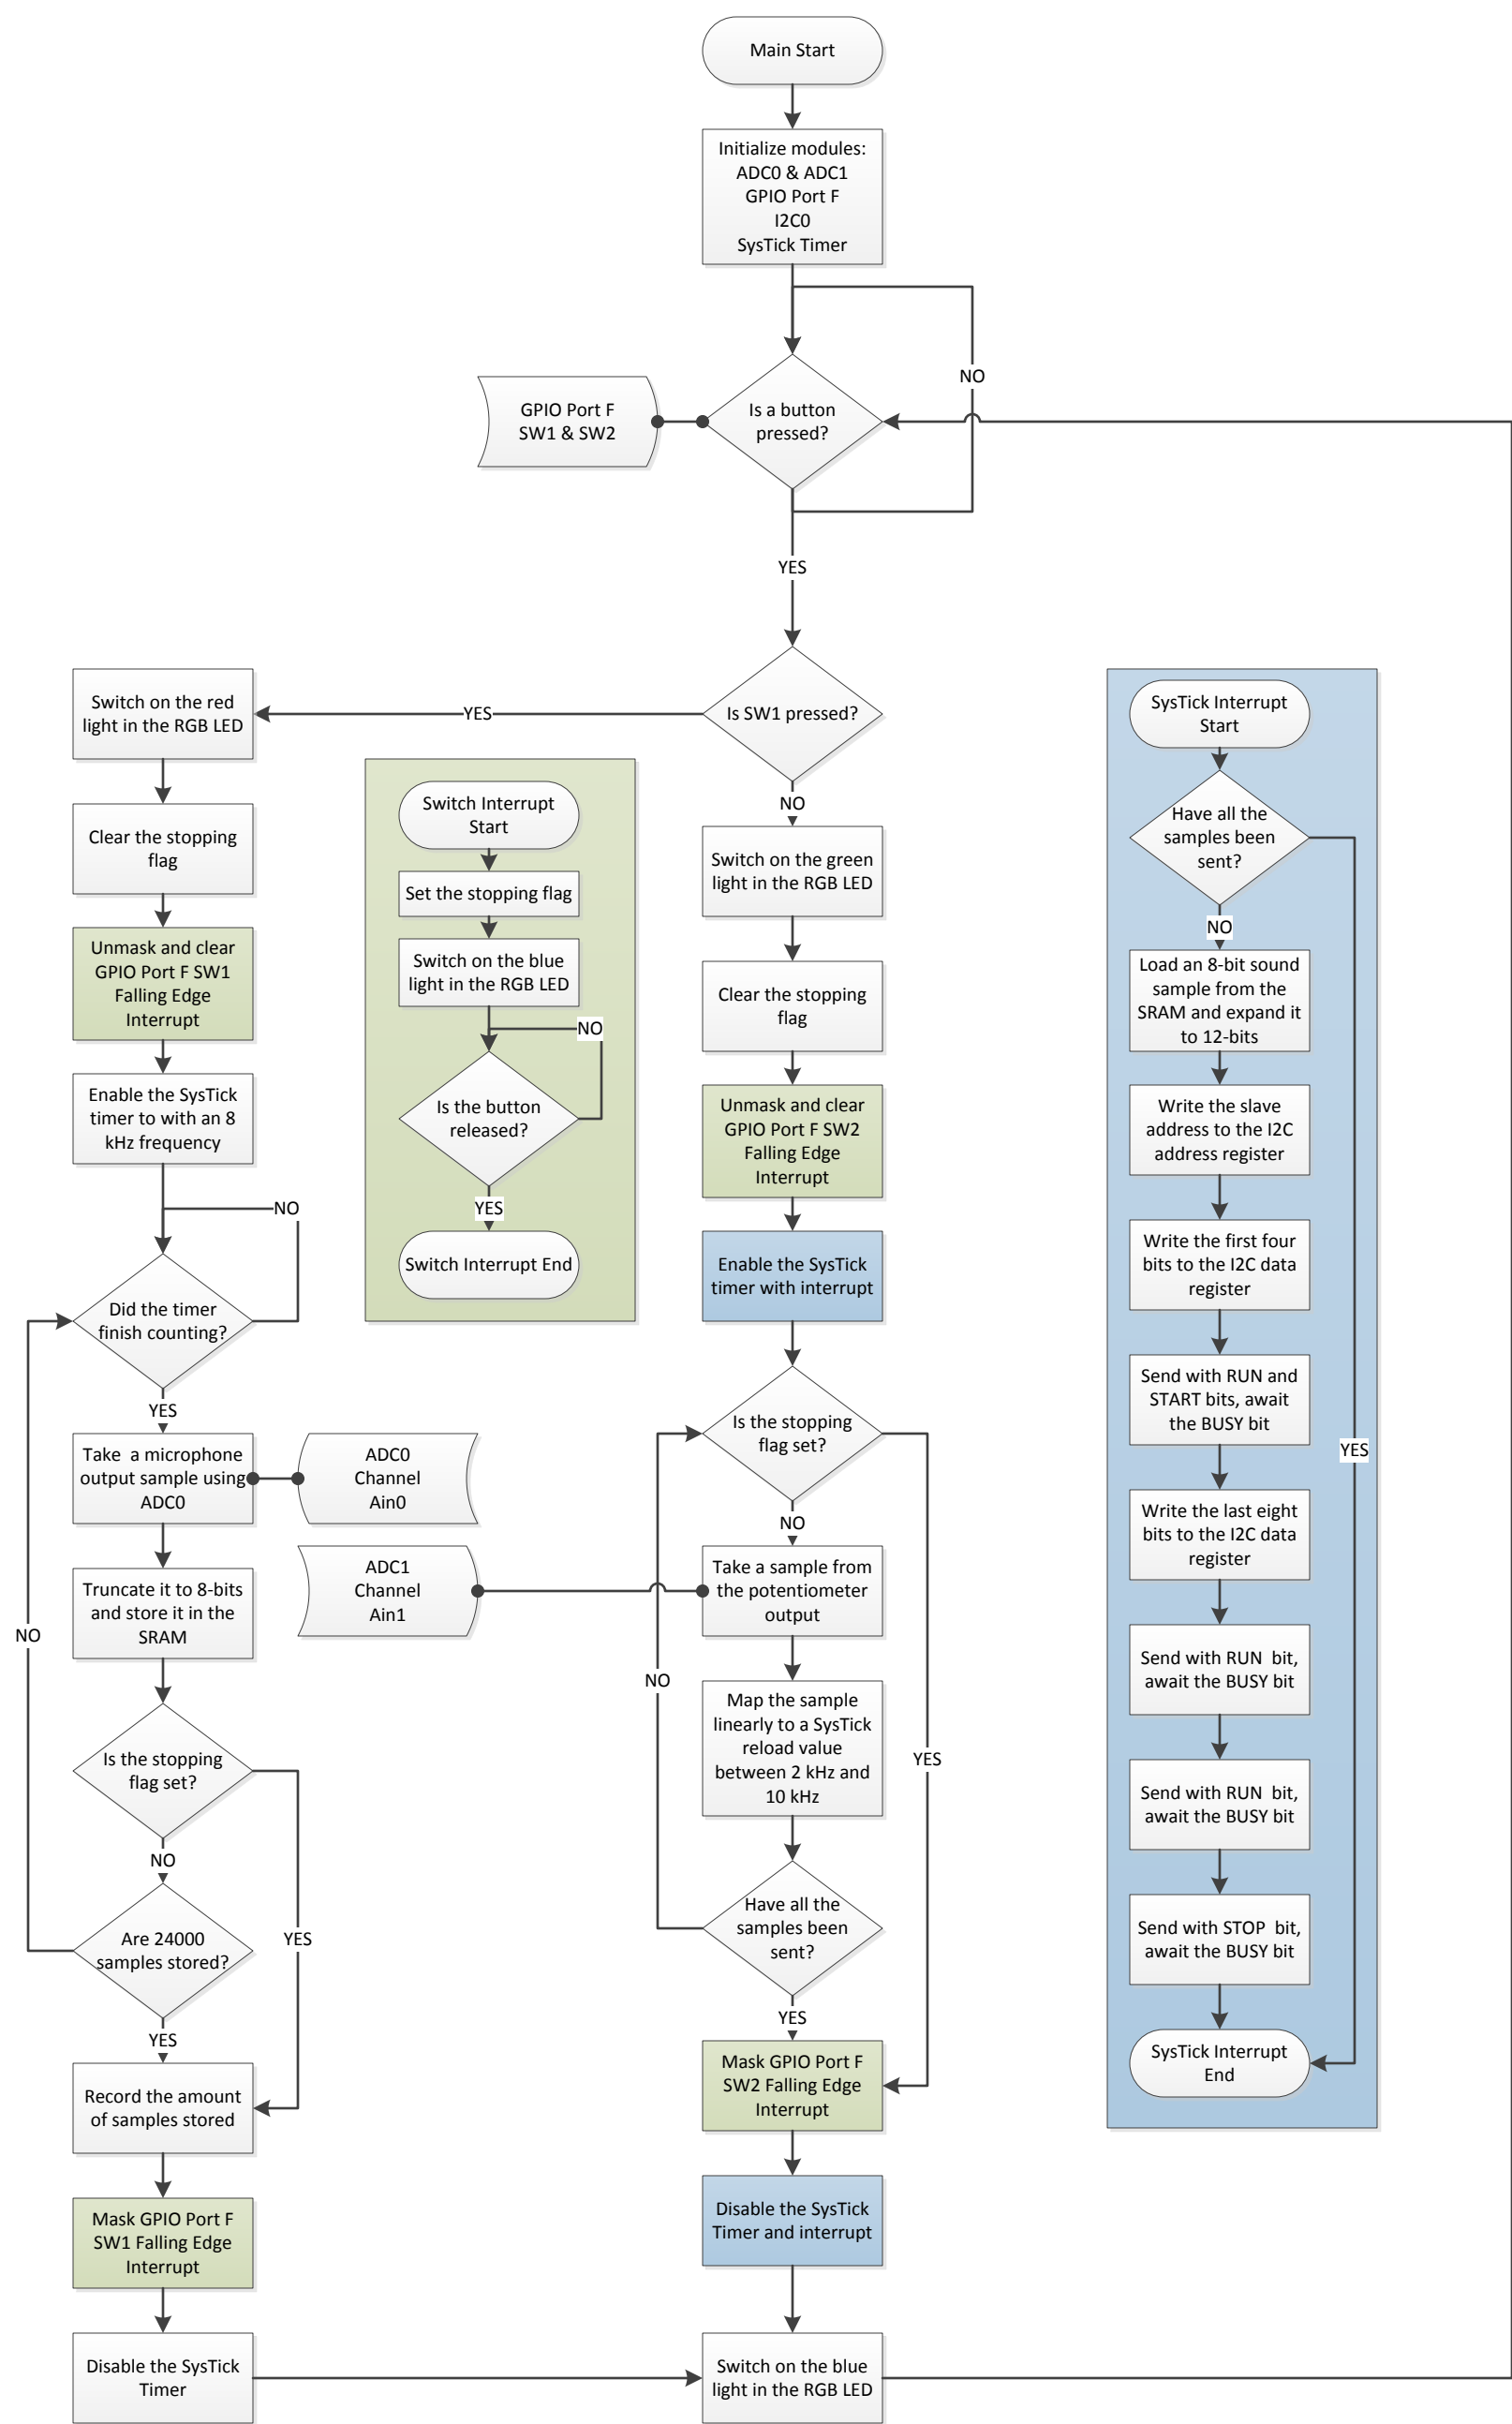 Main Start
Initialize modules:
ADC0 & ADC1
GPIO Port F
I2C0
SysTick Timer
NO
GPIO Port F
SW1 & SW2
Is a button
pressed?
YES
Is SW1 pressed?
YES
NO
Switch on the red
light in the RGB LED
Clear the stopping
flag
Unmask and clear
GPIO Port F SW1
Falling Edge
Interrupt
Enable the SysTick
timer to with an 8
kHz frequency
NO
Did the timer
finish counting?
YES
Take a microphone
output sample using
ADC0
ADC0
Channel
Ain0
Truncate it to 8-bits
and store it in the
SRAM
NO
Is the stopping
flag set?
NO
YES
Are 24000
samples stored?
YES
Record the amount
of samples stored
Mask GPIO Port F
SW1 Falling Edge
Interrupt
Disable the SysTick
Timer
Switch Interrupt
Start
Set the stopping flag
Switch on the blue
light in the RGB LED
NO
Is the button
released?
YES
Switch Interrupt End
Switch on the green
light in the RGB LED
Clear the stopping
flag
Unmask and clear
GPIO Port F SW2
Falling Edge
Interrupt
Enable the SysTick
timer with interrupt
Is the stopping
flag set?
NO
ADC1
Channel
Ain1
Take a sample from
the potentiometer
output
NO
Map the sample
linearly to a SysTick
reload value
between 2 kHz and
10 kHz
YES
Have all the
samples been
sent?
YES
Mask GPIO Port F
SW2 Falling Edge
Interrupt
Disable the SysTick
Timer and interrupt
Switch on the blue
light in the RGB LED
SysTick Interrupt
Start
Have all the
samples been
sent?
NO
Load an 8-bit sound
sample from the
SRAM and expand it
to 12-bits
Write the slave
address to the I2C
address register
Write the first four
bits to the I2C data
register
Send with RUN and
START bits, await
the BUSY bit
YES
Write the last eight
bits to the I2C data
register
Send with RUN bit,
await the BUSY bit
Send with RUN bit,
await the BUSY bit
Send with STOP bit,
await the BUSY bit
SysTick Interrupt
End